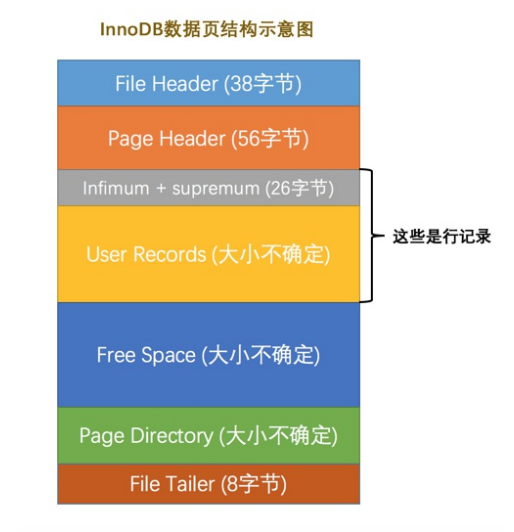 InnoDB数据页结构示意图
File Header (38字节)
Page Header (56字节)
Infimum + supremum (26字节)
User Records (大小不确定)
这些是行记录
Free Space (大小不确定)
Page Directory (大小不确定)
File Tailer (8字节)